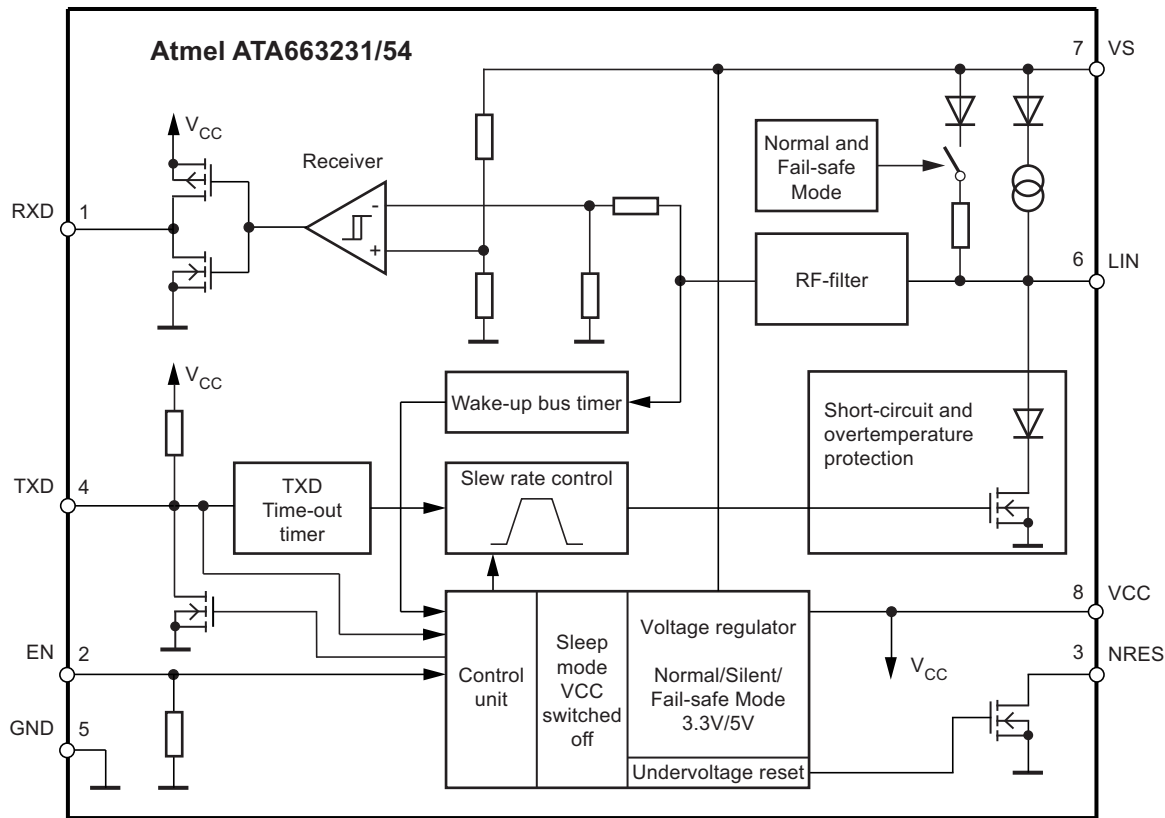 Atmel ATA663231/54
7 VS
VCC
Receiver
Normal and
Fail-safe
Mode
RXD 1
-
+
RF-filter
6 LIN
VCC
Wake-up bus timer
Short-circuit and
overtemperature
protection
TXD 4
TXD
Time-out
timer
Slew rate control
8 VCC
Voltage regulator
Normal/Silent/
Fail-safe Mode
3.3V/5V
Sleep
mode
VCC
switched
off
Control
unit
EN 2
VCC
3 NRES
GND 5
Undervoltage reset